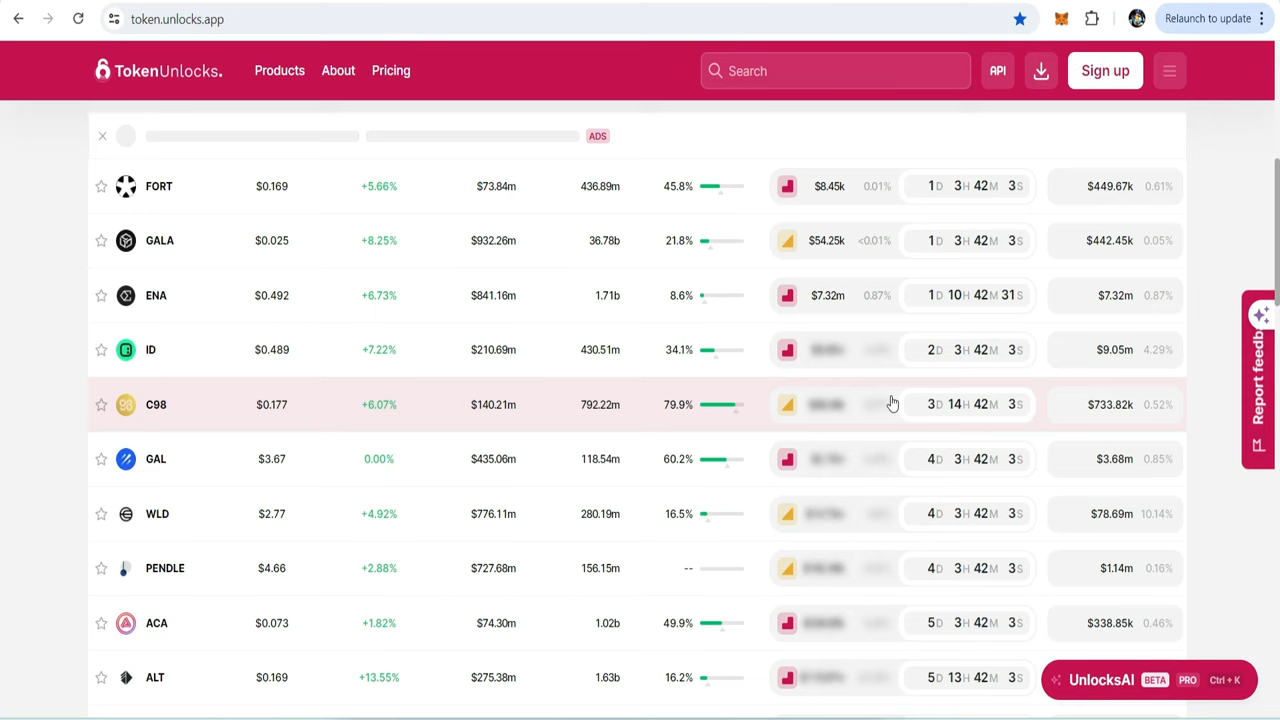 token.unlocks.app
Relaunch to update
TokenUnlocks.
Products
About
Pricing
Search
API
Sign up
ADS
FORT $0.169 +5.66% $73.84m 436.89m 45.8% $8.45k 0.01% 1D 3H 42M 3S $449.67k 0.61%
GALA $0.025 +8.25% $932.26m 36.78b 21.8% $54.25k <0.01% 1D 3H 42M 3S $442.45k 0.05%
ENA $0.492 +6.73% $841.16m 1.71b 8.6% $7.32m 0.87% 1D 10H 42M 31S $7.32m 0.87%
ID $0.489 +7.22% $210.69m 430.51m 34.1% 2D 3H 42M 3S $9.05m 4.29%
98 C98 $0.177 +6.07% $140.21m 792.22m 79.9% 3D 14H 42M 3S $733.82k 0.52%
GAL $3.67 0.00% $435.06m 118.54m 60.2% 4D 3H 42M 3S $3.68m 0.85%
WLD $2.77 +4.92% $776.11m 280.19m 16.5% 4D 3H 42M 3S $78.69m 10.14%
PENDLE $4.66 +2.88% $727.68m 156.15m -- 4D 3H 42M 3S $1.14m 0.16%
ACA $0.073 +1.82% $74.30m 1.02b 49.9% 5D 3H 42M 3S $338.85k 0.46%
ALT $0.169 +13.55% $275.38m 1.63b 16.2% 5D 13H 42M 3S
Report feedb
UnlocksAI BETA PRO Ctrl + K